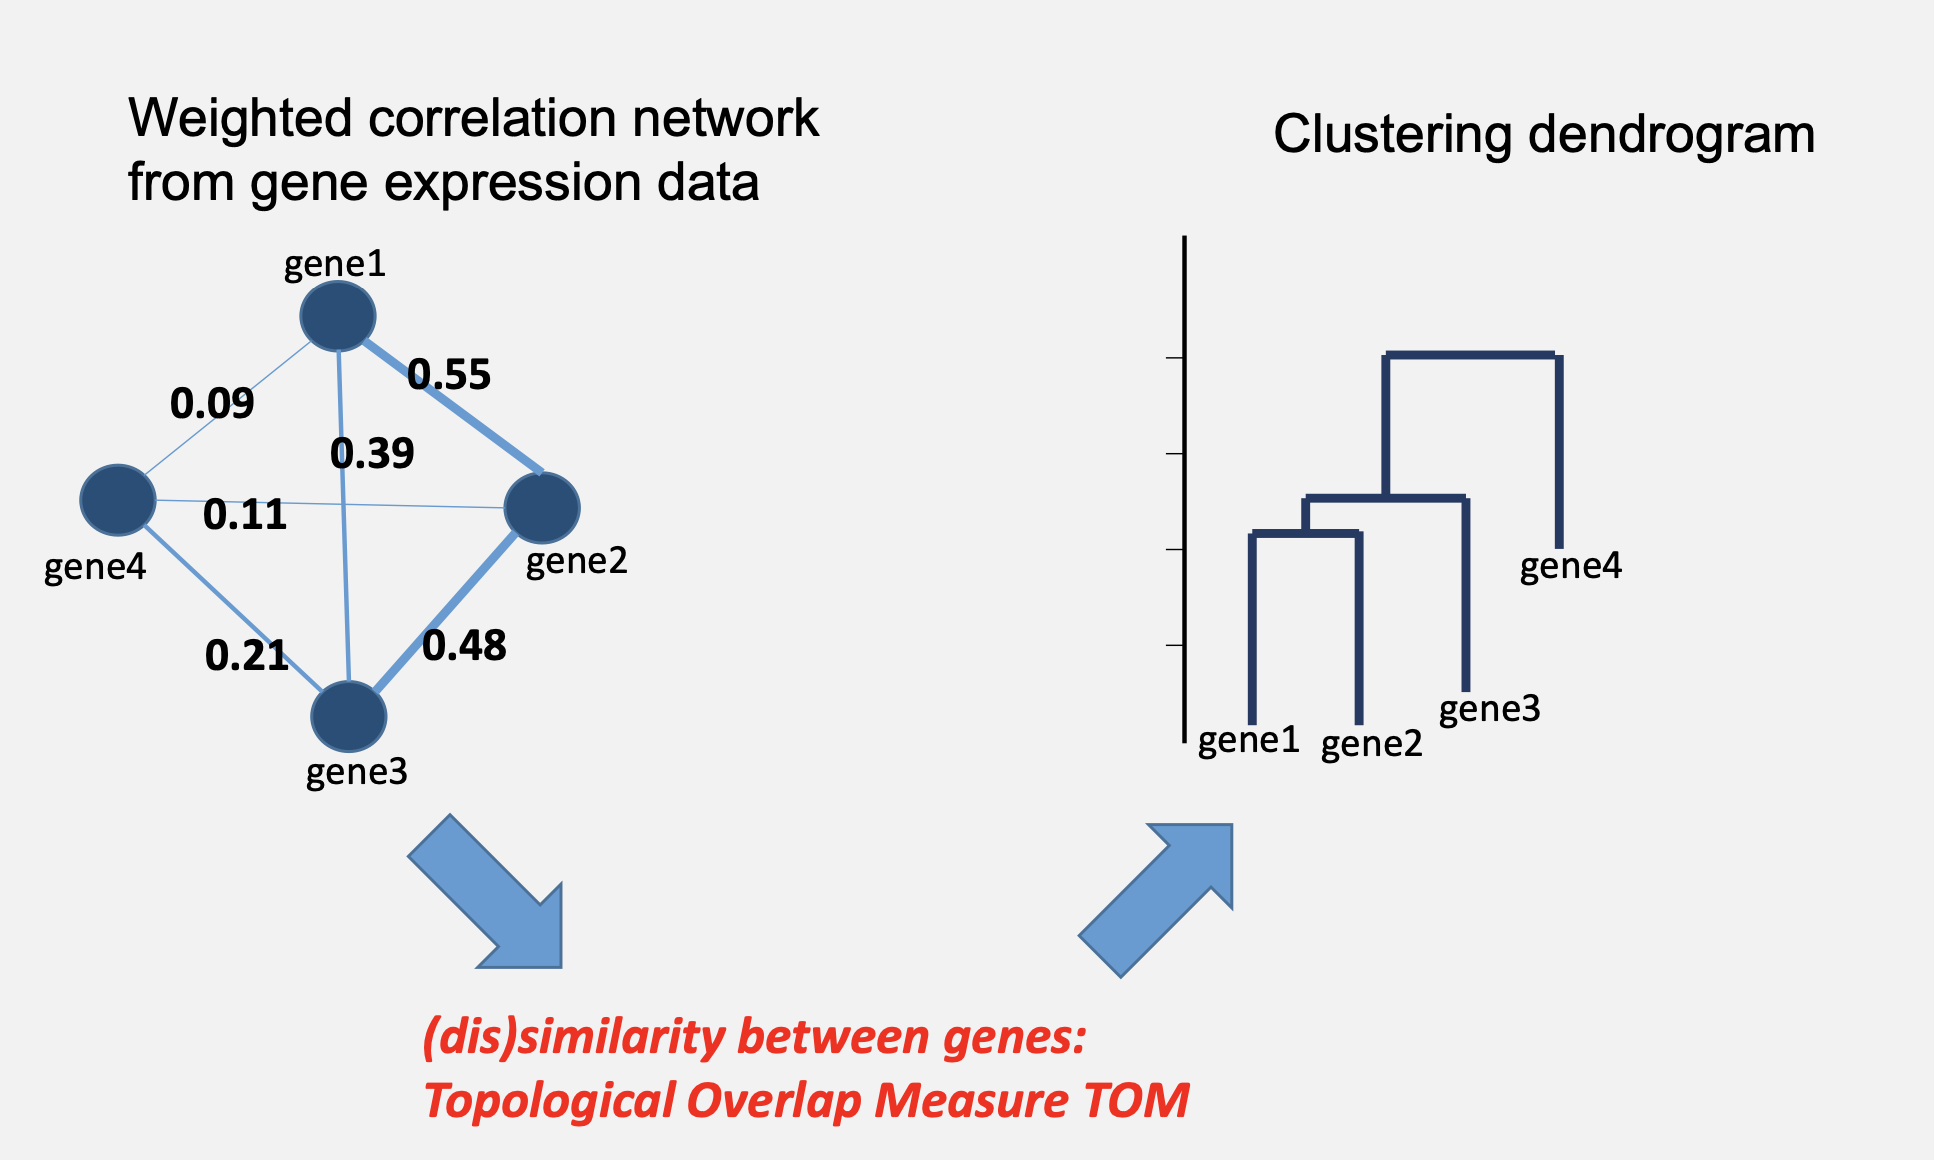 Weighted correlation network
from gene expression data
Clustering dendrogram
gene1
0.55
0.09
0.39
0.11
gene4
gene2
0.21
0.48
gene3
gene4
gene3
gene1
gene2
(dis)similarity between genes:
Topological Overlap Measure TOM